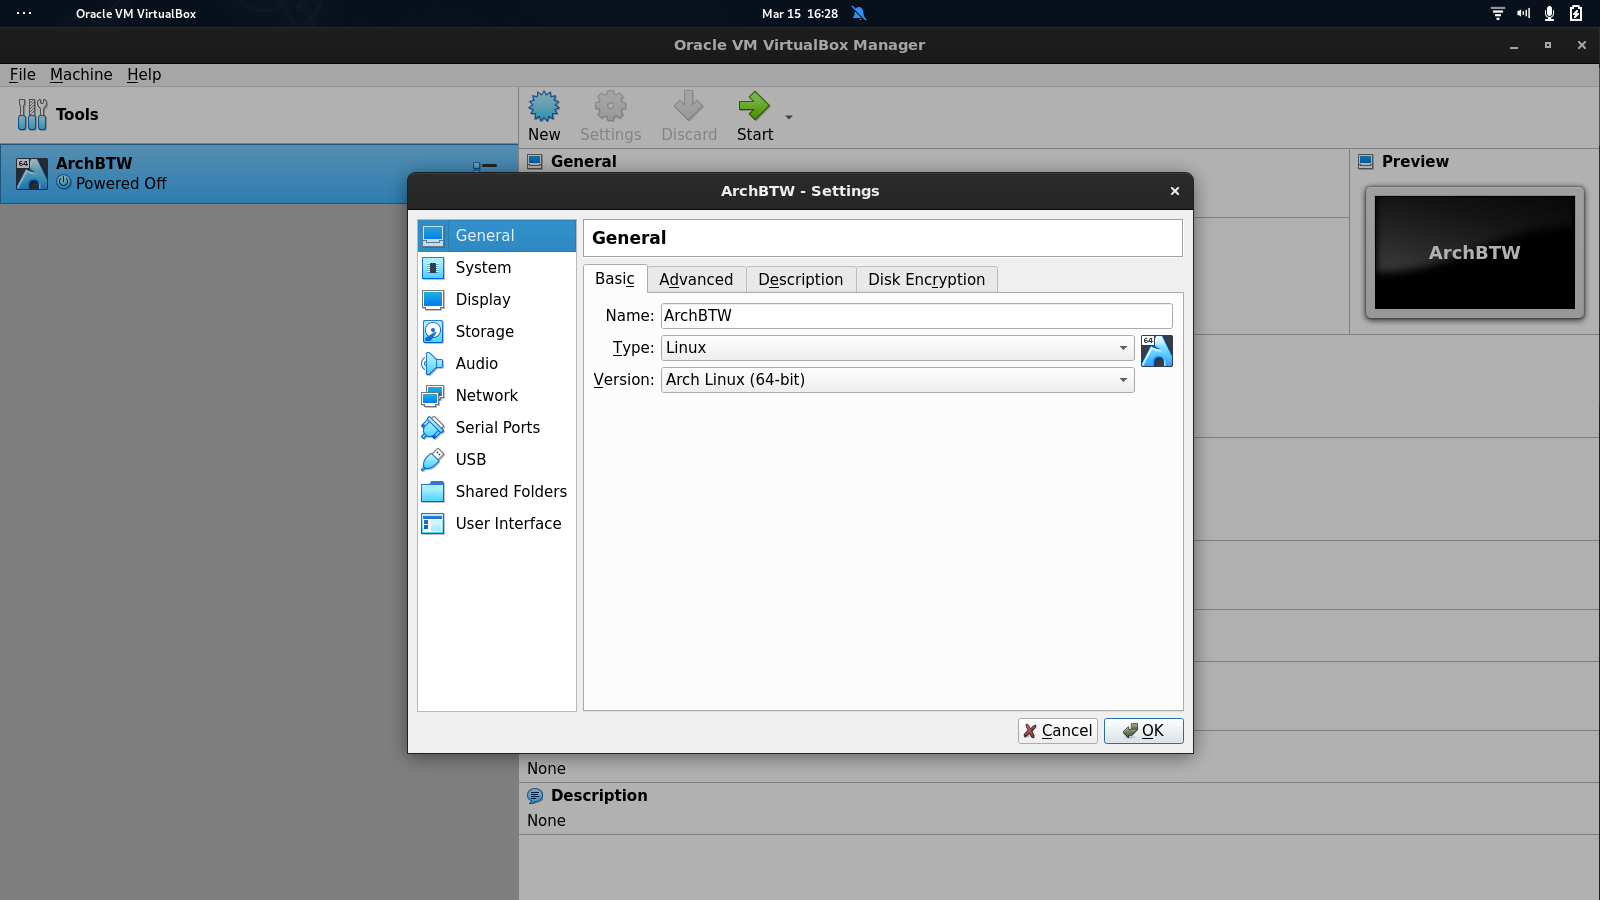 Oracle VM VirtualBox
Mar 15 16:28
Oracle VM VirtualBox Manager
File Machine Help
Tools
New Settings Discard Start
64
ArchBTW
Powered Off
General
Preview
ArchBTW
ArchBTW - Settings
General
System
Display
Storage
Audio
Network
Serial Ports
USB
Shared Folders
User Interface
General
Basic Advanced Description Disk Encryption
Name: ArchBTW
Type: Linux
64
Version: Arch Linux (64-bit)
Cancel OK
None
Description
None